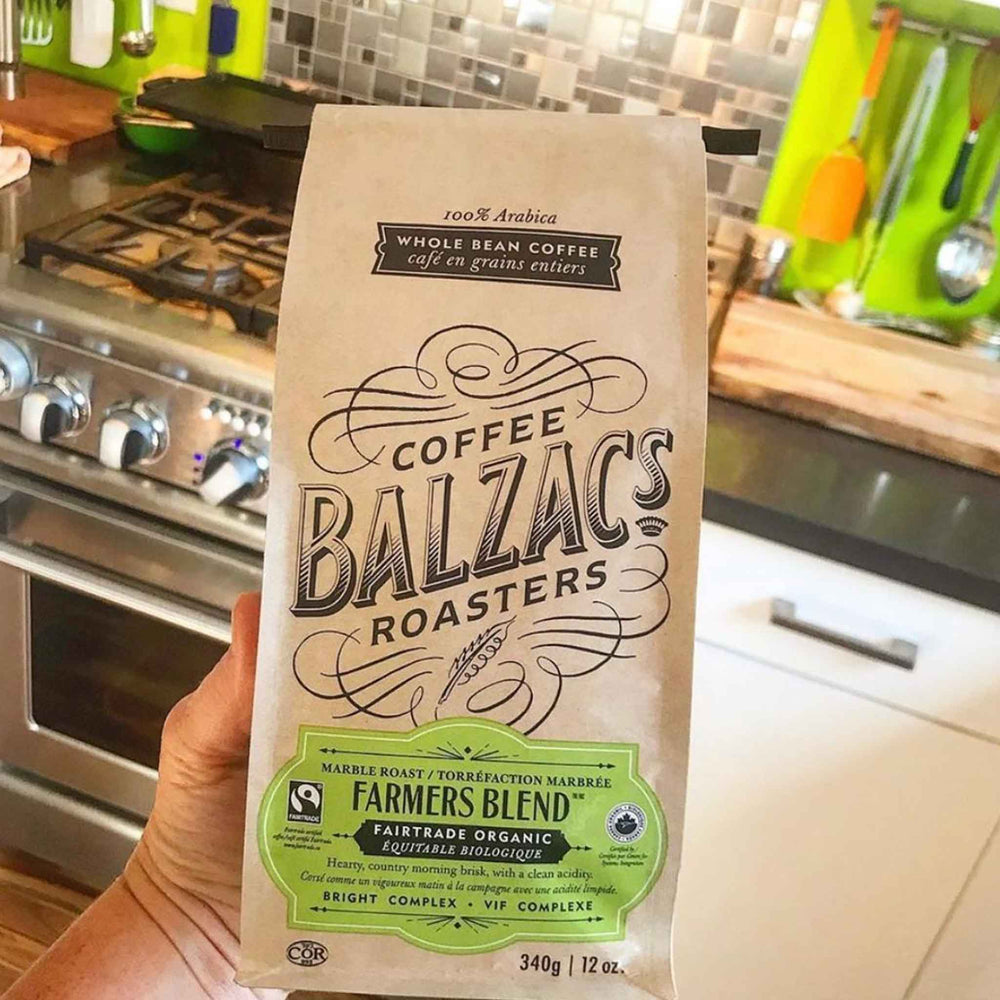 100% Arabica
WHOLE BEAN COFFEE
café en grains entiers
COFFEE
BALZAC'S
ROASTERS
MARBLE ROAST / TORRÉFACTION MARBRÉE
FARMERS BLEND
FAIRTRADE
FAIRTRADE ORGANIC
ÉQUITABLE BIOLOGIQUE
Hearty, country morning brisk, with a clean acidity.
Corsé comme un vigoureux matin à la campagne avec une acidité limpide.
BRIGHT COMPLEX • VIF COMPLEXE
COR
340g | 12 oz.